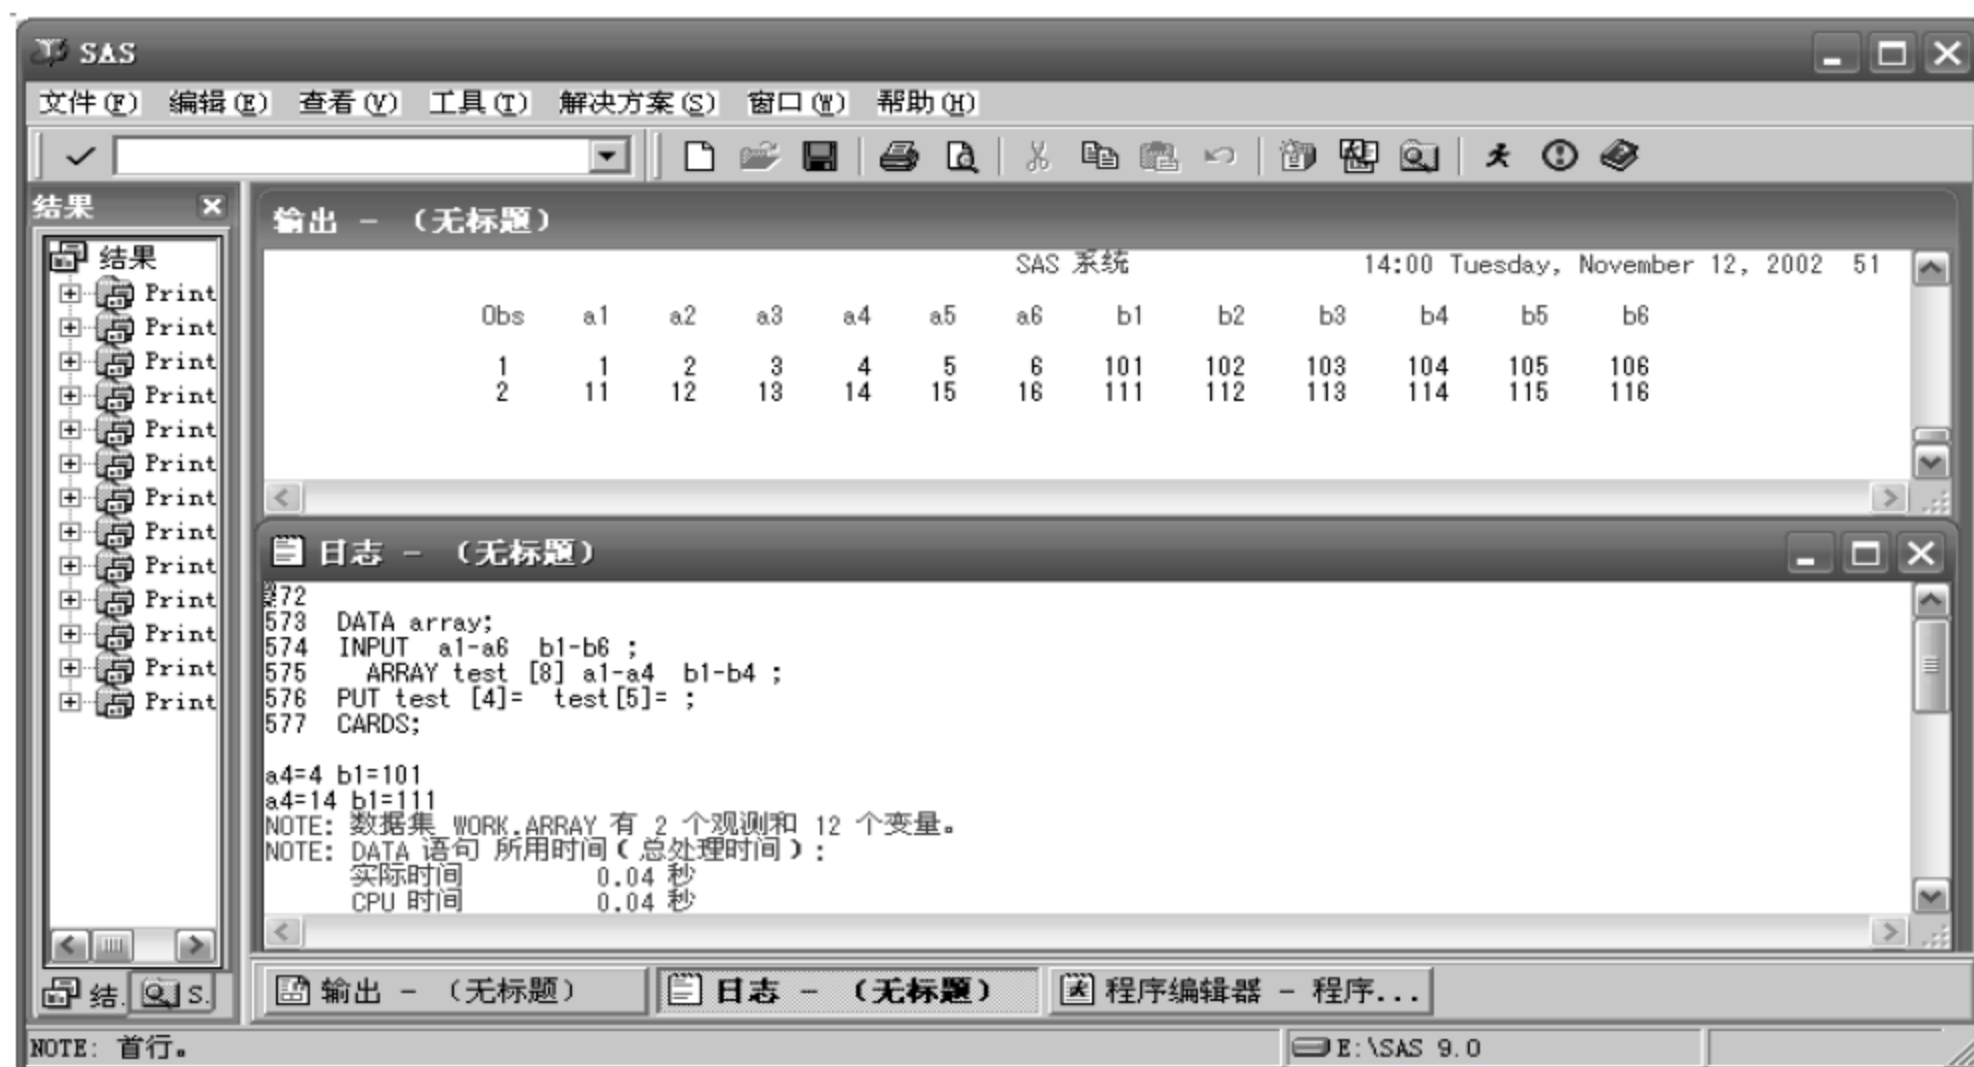 SAS
文件(F) 编辑(E) 查看(V) 工具(T) 解决方案(S) 窗口(W) 帮助(H)
结果
结果
Print
Print
Print
Print
Print
Print
Print
Print
Print
Print
Print
Print
Print
结. S.
输出 - (无标题)
SAS 系统 14:00 Tuesday, November 12, 2002 51
Obs a1 a2 a3 a4 a5 a6 b1 b2 b3 b4 b5 b6
1 1 2 3 4 5 6 101 102 103 104 105 106
2 11 12 13 14 15 16 111 112 113 114 115 116
日志 - (无标题)
572
573 DATA array;
574 INPUT a1-a6 b1-b6 ;
575 ARRAY test [8] a1-a4 b1-b4 ;
576 PUT test [4]= test[5]= ;
577 CARDS;
a4=4 b1=101
a4=14 b1=111
NOTE: 数据集 WORK.ARRAY 有 2 个观测和 12 个变量。
NOTE: DATA 语句 所用时间(总处理时间):
实际时间 0.04 秒
CPU 时间 0.04 秒
输出 - (无标题) 日志 - (无标题) 程序编辑器 - 程序...
NOTE: 首行。 E:\SAS 9.0